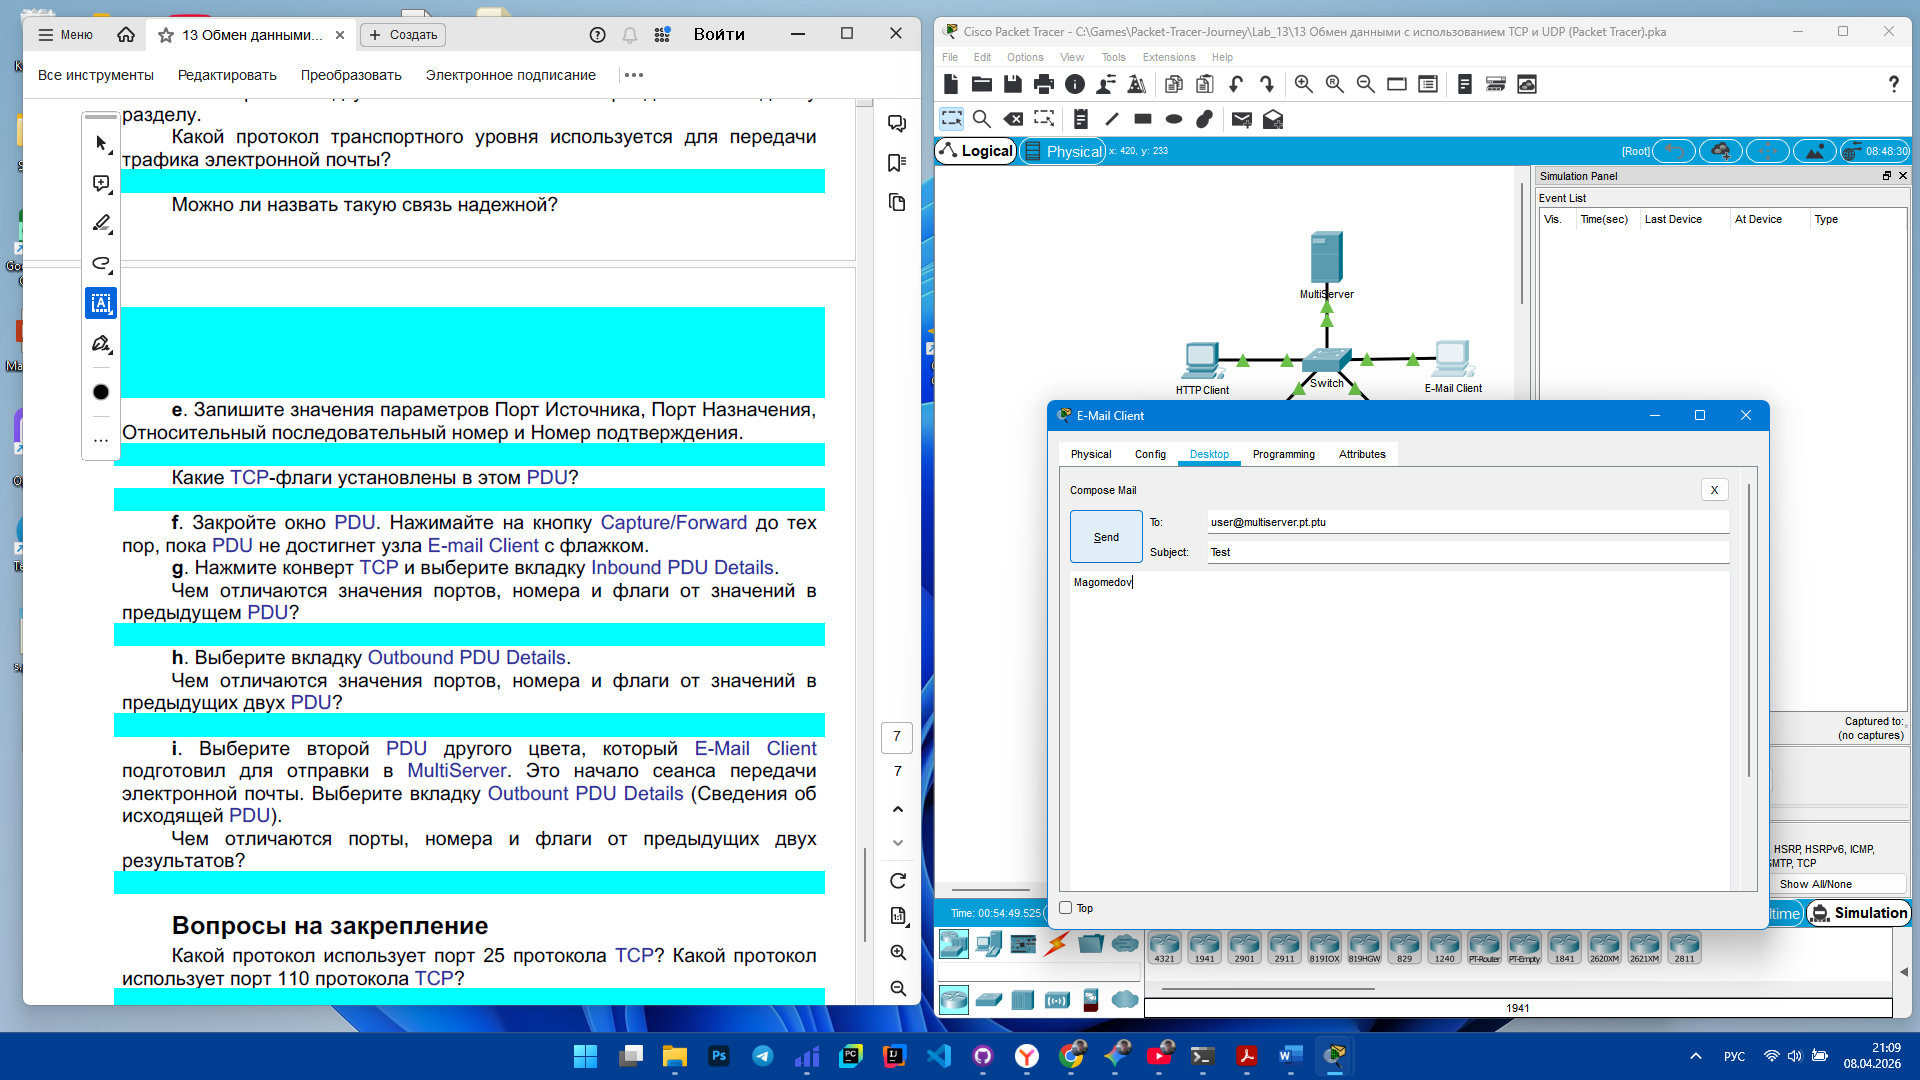 Меню
13 Обмен данными...
Создать
Войти
Все инструменты
Редактировать
Преобразовать
Электронное подписание
разделу.
Какой протокол транспортного уровня используется для передачи
трафика электронной почты?
Можно ли назвать такую связь надежной?
e. Запишите значения параметров Порт Источника, Порт Назначения,
Относительный последовательный номер и Номер подтверждения.
Какие TCP-флаги установлены в этом PDU?
f. Закройте окно PDU. Нажимайте на кнопку Capture/Forward до тех
пор, пока PDU не достигнет узла E-mail Client с флажком.
g. Нажмите конверт TCP и выберите вкладку Inbound PDU Details.
Чем отличаются значения портов, номера и флаги от значений в
предыдущем PDU?
h. Выберите вкладку Outbound PDU Details.
Чем отличаются значения портов, номера и флаги от значений в
предыдущих двух PDU?
i. Выберите второй PDU другого цвета, который E-Mail Client
подготовил для отправки в MultiServer. Это начало сеанса передачи
электронной почты. Выберите вкладку Outbount PDU Details (Сведения об
исходящей PDU).
Чем отличаются порты, номера и флаги от предыдущих двух
результатов?
Вопросы на закрепление
Какой протокол использует порт 25 протокола TCP? Какой протокол
использует порт 110 протокола TCP?
7
7
Cisco Packet Tracer - C:\Games\Packet-Tracer-Journey\Lab_13\13 Обмен данными с использованием TCP и UDP (Packet Tracer).pka
File Edit Options View Tools Extensions Help
Logical
Physical
x: 420, y: 233
[Root]
08:48:30
MultiServer
HTTP Client
Switch
E-Mail Client
Simulation Panel
Event List
Vis. Time(sec) Last Device At Device Type
Captured to:
(no captures)
HSRP, HSRPv6, ICMP,
SMTP, TCP
Show All/None
E-Mail Client
Physical Config Desktop Programming Attributes
Compose Mail
X
Send
To:
user@multiserver.pt.ptu
Subject:
Test
Magomedov
Top
Time: 00:54:49.525
Simulation
4321 1941 2901 2911 819IOX 819HGW 829 1240 PT-Router PT-Empty 1841 2620XM 2621XM 2811
1941
РУС
21:09
08.04.2026